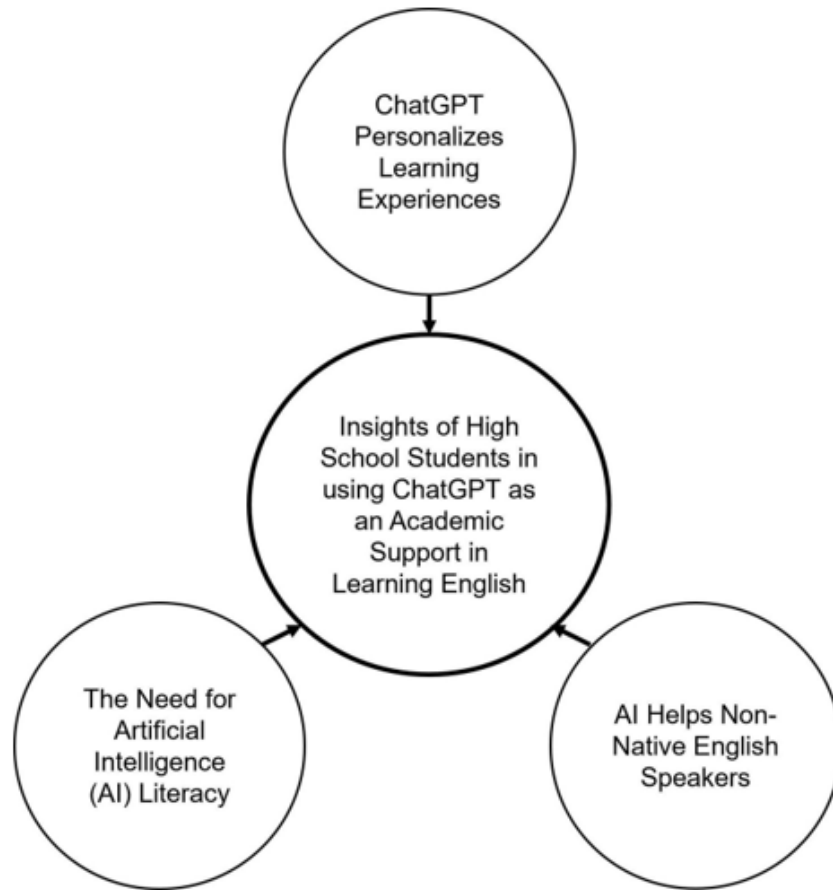 ChatGPT
Personalizes
Learning
Experiences
Insights of High
School Students in
using ChatGPT as
an Academic
Support in
Learning English
The Need for
Artificial
Intelligence
(AI) Literacy
AI Helps Non-
Native English
Speakers